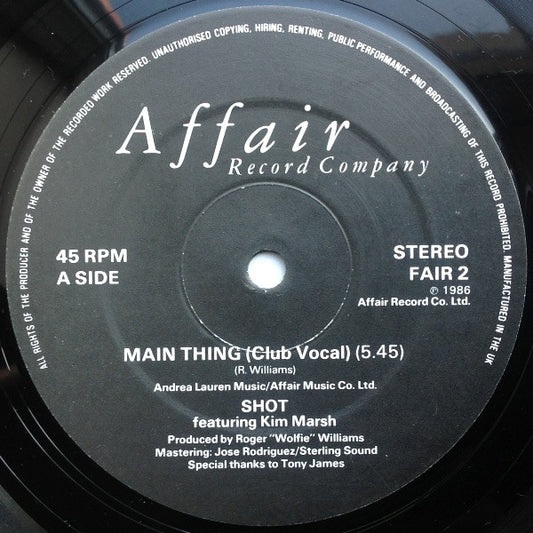 ALL RIGHTS OF THE PRODUCER AND OF THE OWNER OF THE RECORDED WORK RESERVED. UNAUTHORISED COPYING, HIRING, RENTING, PUBLIC PERFORMANCE AND BROADCASTING OF THIS RECORD PROHIBITED. MANUFACTURED IN THE UK
Affair
Record Company
45 RPM
A SIDE
STEREO
FAIR 2
℗ 1986
Affair Record Co. Ltd.
MAIN THING (Club Vocal) (5.45)
(R. Williams)
Andrea Lauren Music/Affair Music Co. Ltd.
SHOT
featuring Kim Marsh
Produced by Roger "Wolfie" Williams
Mastering: Jose Rodriguez/Sterling Sound
Special thanks to Tony James